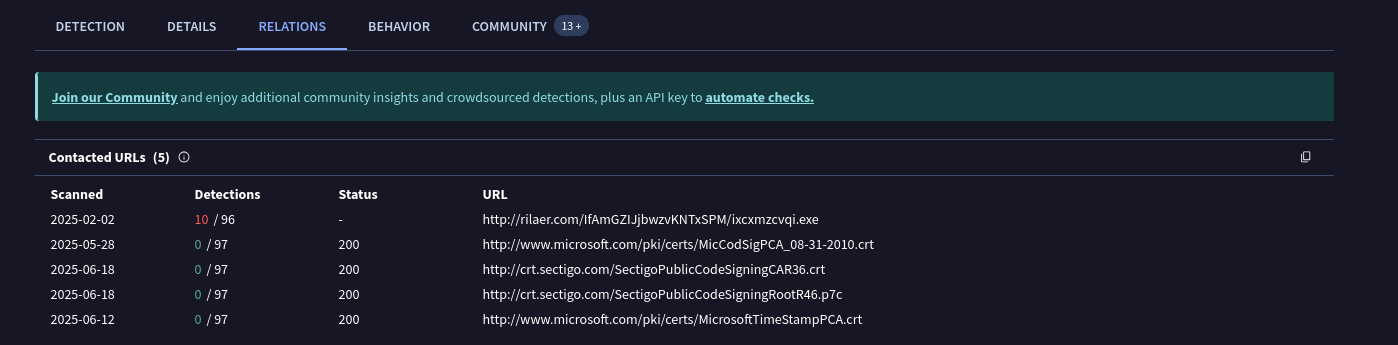 DETECTION DETAILS RELATIONS BEHAVIOR COMMUNITY 13 +
Join our Community and enjoy additional community insights and crowdsourced detections, plus an API key to automate checks.
Contacted URLs (5)
Scanned Detections Status URL
2025-02-02 10 / 96 - http://rilaer.com/IfAmGZIJjbwzvKNTxSPM/ixcxmzcvqi.exe
2025-05-28 0 / 97 200 http://www.microsoft.com/pki/certs/MicCodSigPCA_08-31-2010.crt
2025-06-18 0 / 97 200 http://crt.sectigo.com/SectigoPublicCodeSigningCAR36.crt
2025-06-18 0 / 97 200 http://crt.sectigo.com/SectigoPublicCodeSigningRootR46.p7c
2025-06-12 0 / 97 200 http://www.microsoft.com/pki/certs/MicrosoftTimeStampPCA.crt